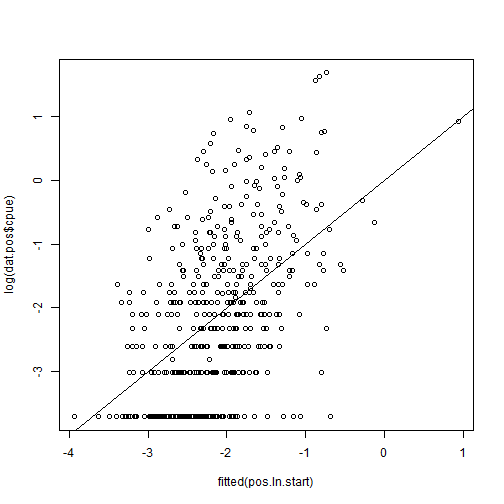 log(dat.pos$cpue)
1
0
-1
-2
-3
-4 -3 -2 -1 0 1
fitted(pos.ln.start)